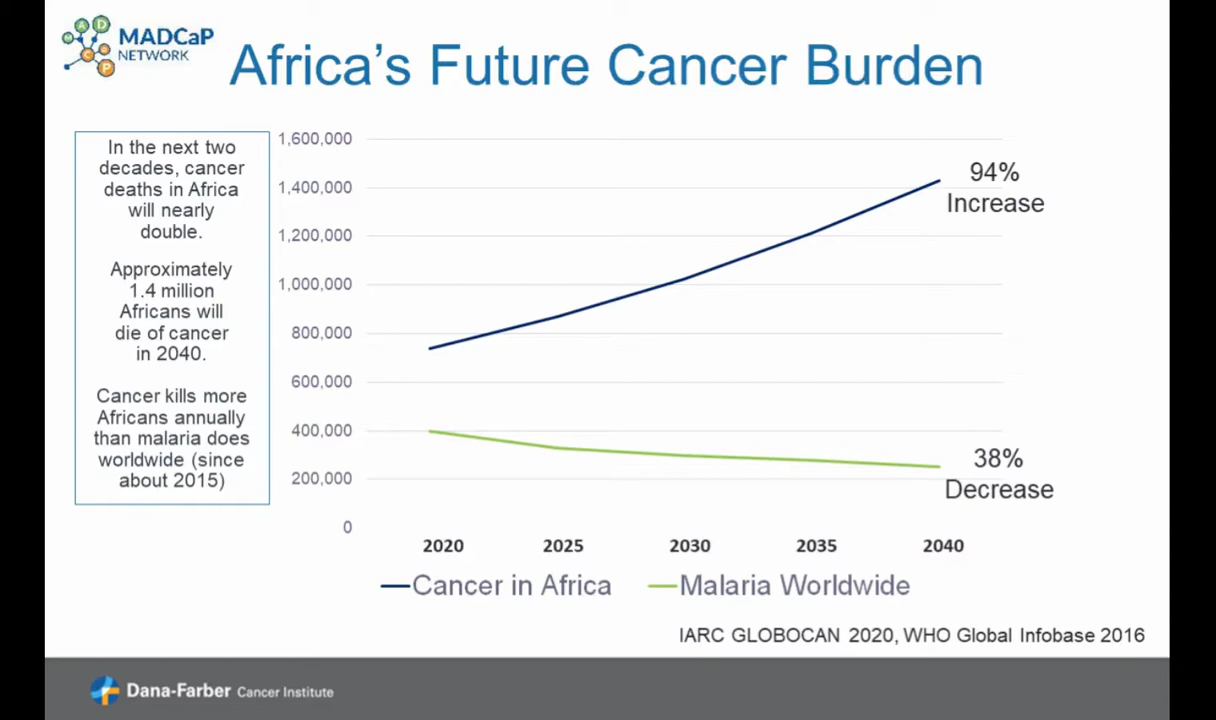 MADCaP
NETWORK
Africa's Future Cancer Burden
In the next two
decades, cancer
deaths in Africa
will nearly
double.
Approximately
1.4 million
Africans will
die of cancer
in 2040.
Cancer kills more
Africans annually
than malaria does
worldwide (since
about 2015)
1,600,000
1,400,000
1,200,000
1,000,000
800,000
600,000
400,000
200,000
0
94%
Increase
38%
Decrease
2020 2025 2030 2035 2040
Cancer in Africa Malaria Worldwide
IARC GLOBOCAN 2020, WHO Global Infobase 2016
Dana-Farber Cancer Institute